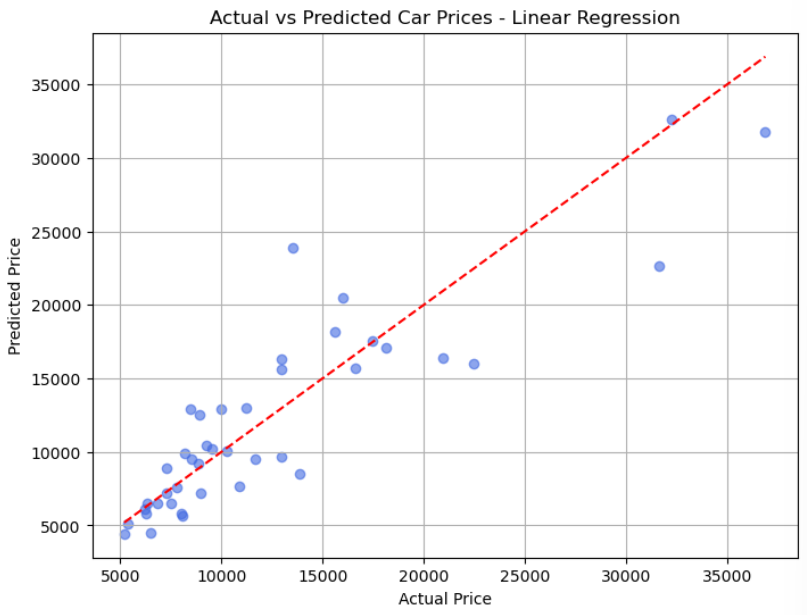 Actual vs Predicted Car Prices - Linear Regression
35000
30000
25000
20000
15000
10000
5000
Predicted Price
5000 10000 15000 20000 25000 30000 35000
Actual Price